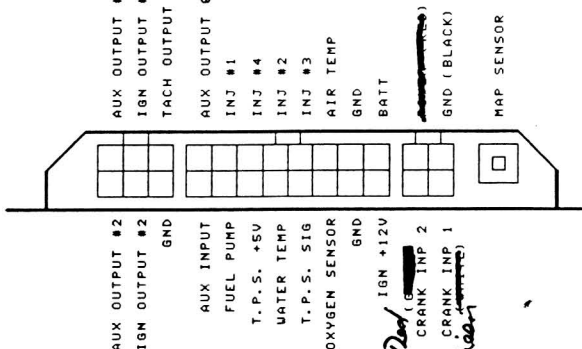 AUX OUTPUT
IGN OUTPUT
TACH OUTPUT
AUX OUTPUT
INJ #1
INJ #4
INJ #2
INJ #3
AIR TEMP
GND
BATT
GND (BLACK)
MAP SENSOR
AUX OUTPUT #2
IGN OUTPUT #2
GND
AUX INPUT
FUEL PUMP
T.P.S. +5V
WATER TEMP
T.P.S. SIG
OXYGEN SENSOR
GND
IGN +12V
Red
CRANK INP 2
CRANK INP 1